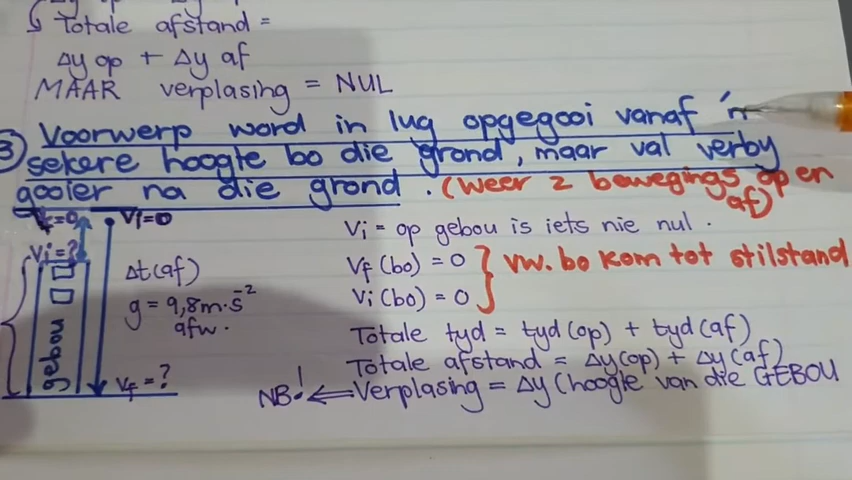 Totale afstand =
Δy op + Δy af
MAAR verplasing = NUL
3 Voorwerp word in lug opgegooi vanaf 'n
sekere hoogte bo die grond, maar val verby
gooier na die grond. (Weer 2 bewegings op en
af)
Vf=0 Vi=0
Vi=?
Vi = op gebou is iets nie nul.
Δt(af)
Vf(bo) = 0
vw. bo kom tot stilstand
g = 9,8m·s⁻²
afw.
Vi(bo) = 0
Gebou
Totale tyd = tyd(op) + tyd(af)
Totale afstand = Δy(op) + Δy(af)
Vf=?
NB! ⇐ Verplasing = Δy (hoogte van die GEBOU